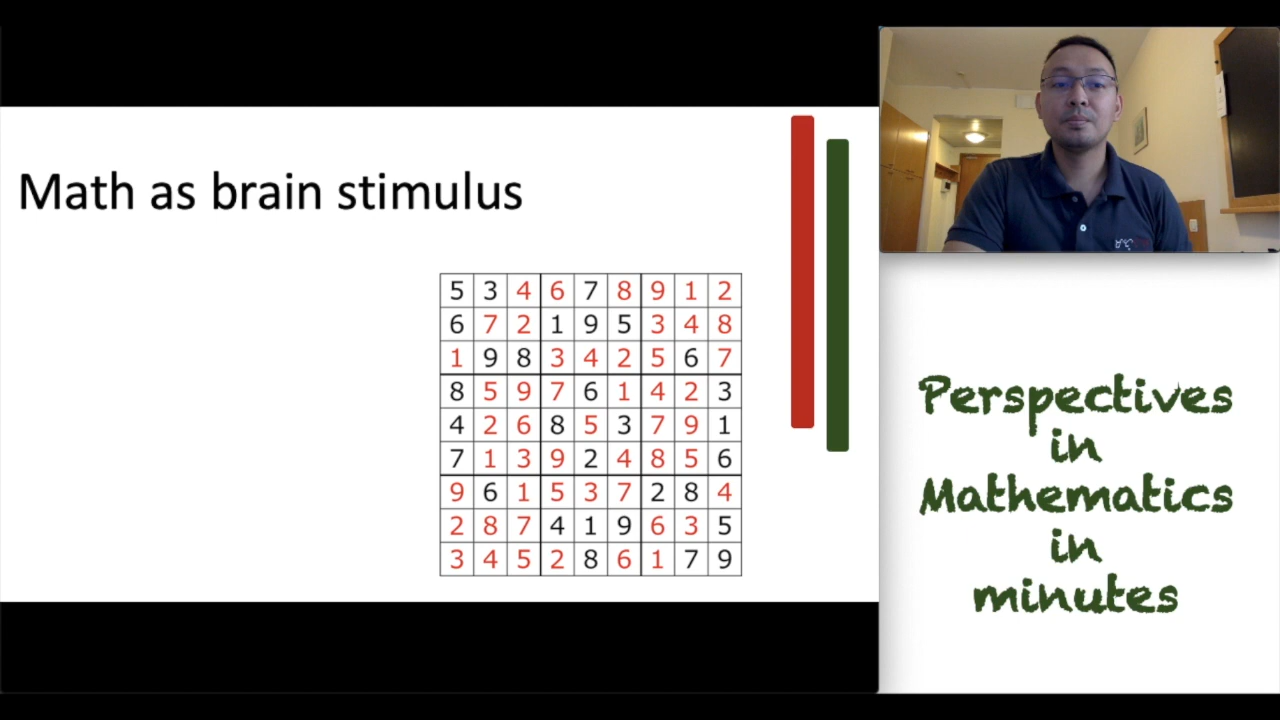 Math as brain stimulus
5 3 4 6 7 8 9 1 2
6 7 2 1 9 5 3 4 8
1 9 8 3 4 2 5 6 7
8 5 9 7 6 1 4 2 3
4 2 6 8 5 3 7 9 1
7 1 3 9 2 4 8 5 6
9 6 1 5 3 7 2 8 4
2 8 7 4 1 9 6 3 5
3 4 5 2 8 6 1 7 9
Perspectives
in
Mathematics
in
minutes